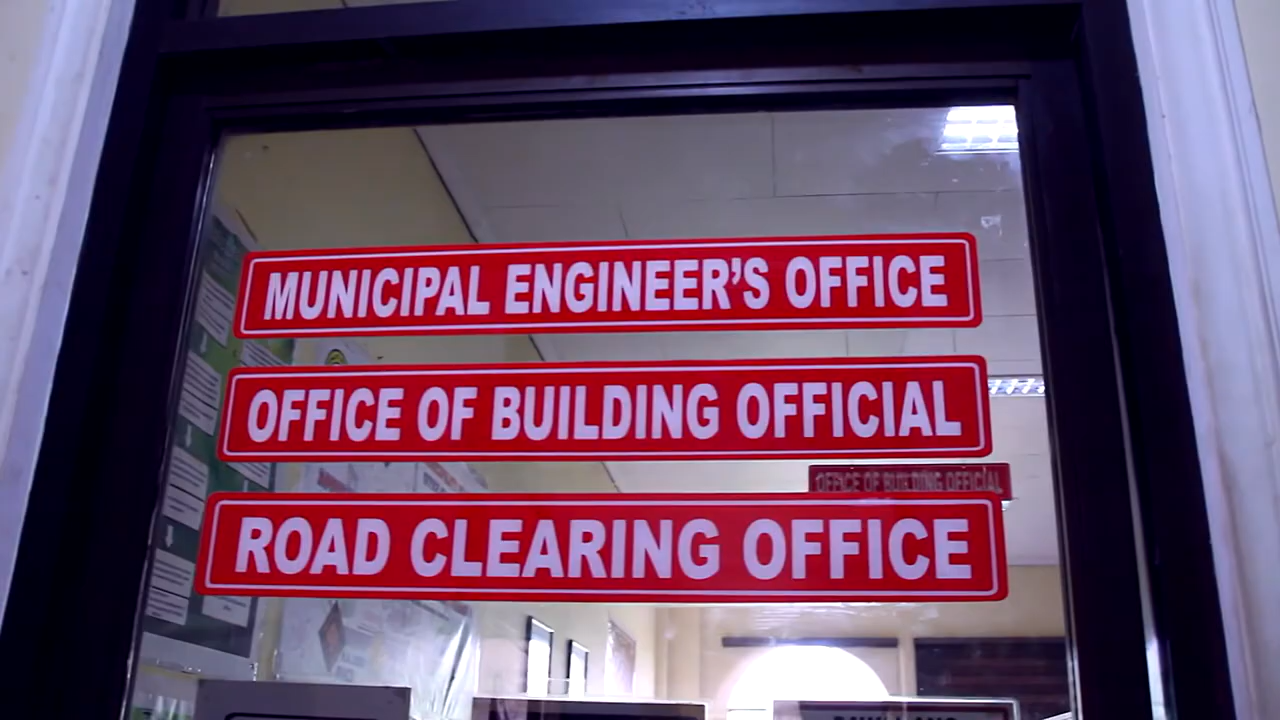 MUNICIPAL ENGINEER'S OFFICE
OFFICE OF BUILDING OFFICIAL
OFFICE OF BUILDING OFFICIAL
ROAD CLEARING OFFICE